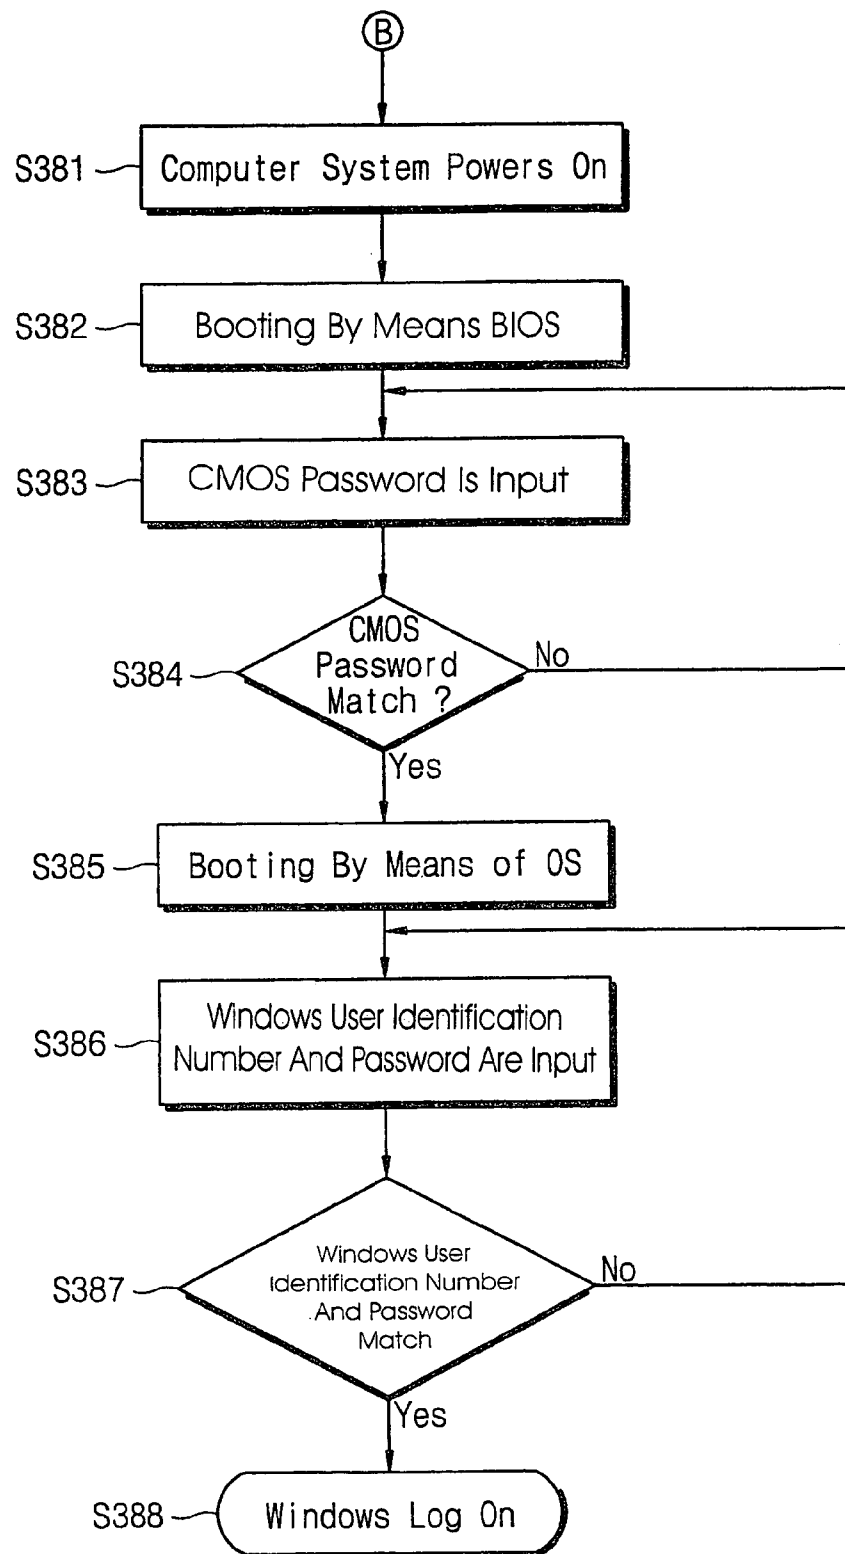 B
S381
Computer System Powers On
S382
Booting By Means BIOS
S383
CMOS Password Is Input
S384
CMOS
Password
Match ?
No
Yes
S385
Booting By Means of OS
S386
Windows User Identification
Number And Password Are Input
S387
Windows User
Identification Number
And Password
Match
No
Yes
S388
Windows Log On